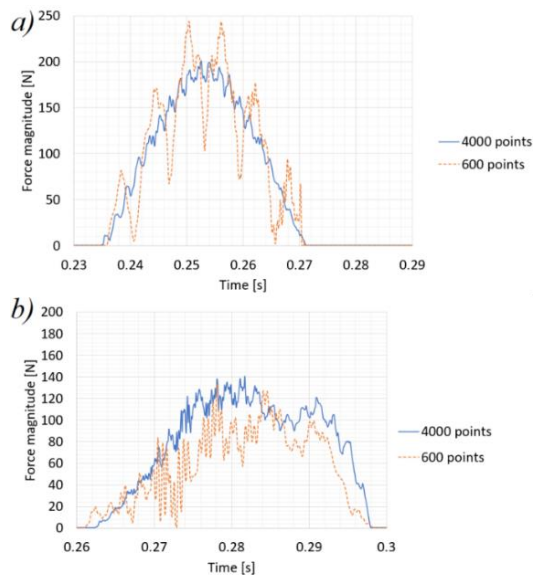 a)
250
200
150
100
50
0
Force magnitude [N]
0.23 0.24 0.25 0.26 0.27 0.28 0.29
Time [s]
4000 points
600 points
b)
200
180
160
140
120
100
80
60
40
20
0
Force magnitude [N]
0.26 0.27 0.28 0.29 0.3
Time [s]
4000 points
600 points